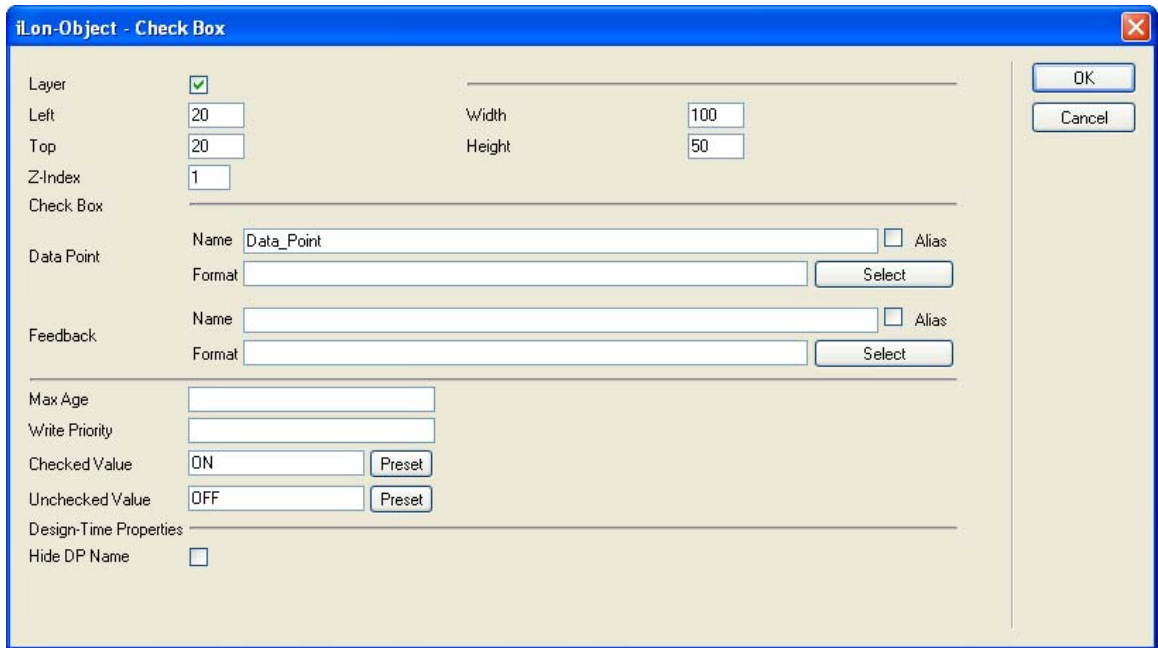 iLon-Object - Check Box
Layer
OK
Left 20 Width 100
Cancel
Top 20 Height 50
Z-Index 1
Check Box
Data Point
Name Data_Point Alias
Format Select
Feedback
Name Alias
Format Select
Max Age
Write Priority
Checked Value ON Preset
Unchecked Value OFF Preset
Design-Time Properties
Hide DP Name